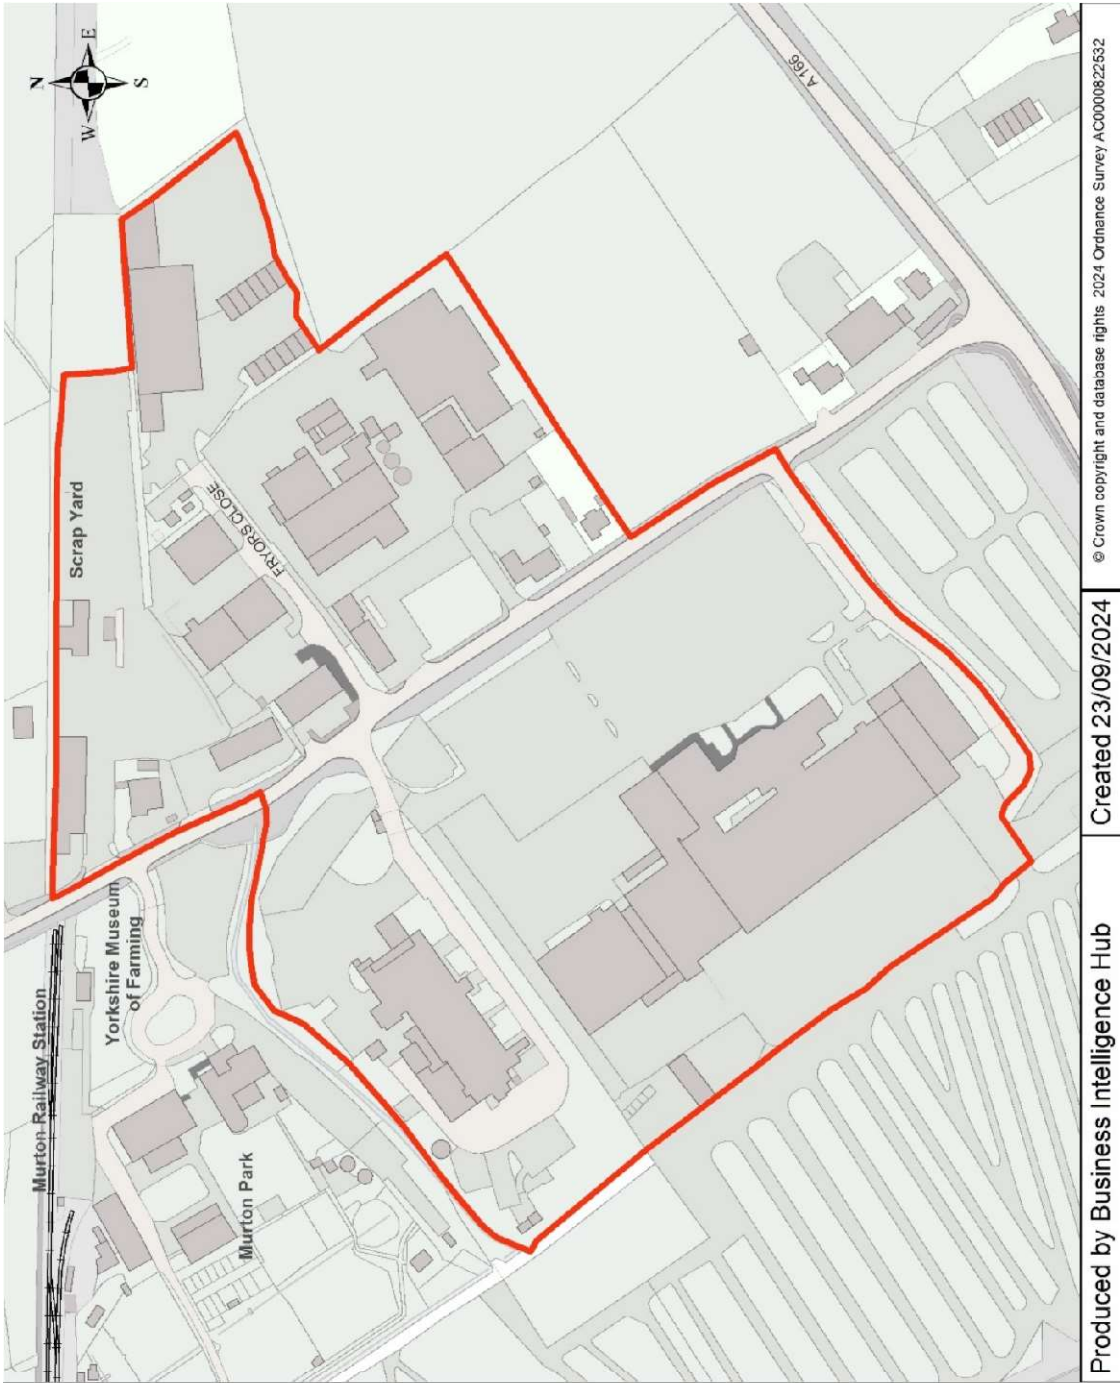 N
E
W
S
A 166
Scrap Yard
FRYORS CLOSE
Murton Railway Station
Yorkshire Museum
of Farming
Murton Park
Produced by Business Intelligence Hub
Created 23/09/2024
© Crown copyright and database rights 2024 Ordnance Survey AC0000822532